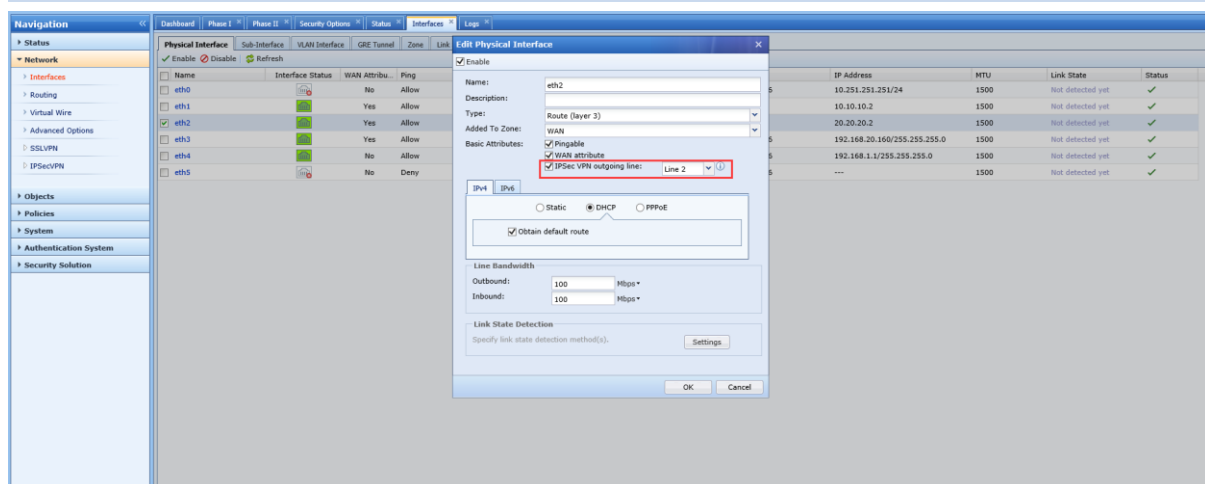 Navigation «
Dashboard Phase I × Phase II × Security Options × Status × Interfaces × Logs ×
Status
Network
Interfaces
Routing
Virtual Wire
Advanced Options
SSLVPN
IPSecVPN
Objects
Policies
System
Authentication System
Security Solution
Physical Interface Sub-Interface VLAN Interface GRE Tunnel Zone Link
Enable Disable Refresh
Name Interface Status WAN Attribu... Ping IP Address MTU Link State Status
eth0 No Allow 10.251.251.251/24 1500 Not detected yet
eth1 Yes Allow 10.10.10.2 1500 Not detected yet
eth2 Yes Allow 20.20.20.2 1500 Not detected yet
eth3 Yes Allow 192.168.20.160/255.255.255.0 1500 Not detected yet
eth4 No Allow 192.168.1.1/255.255.255.0 1500 Not detected yet
eth5 No Deny --- 1500 Not detected yet
Edit Physical Interface ×
Enable
Name: eth2
Description:
Type: Route (layer 3)
Added To Zone: WAN
Basic Attributes: Pingable
WAN attribute
IPSec VPN outgoing line: Line 2
IPv4 IPv6
Static DHCP PPPoE
Obtain default route
Line Bandwidth
Outbound: 100 Mbps
Inbound: 100 Mbps
Link State Detection
Specify link state detection method(s). Settings
OK Cancel